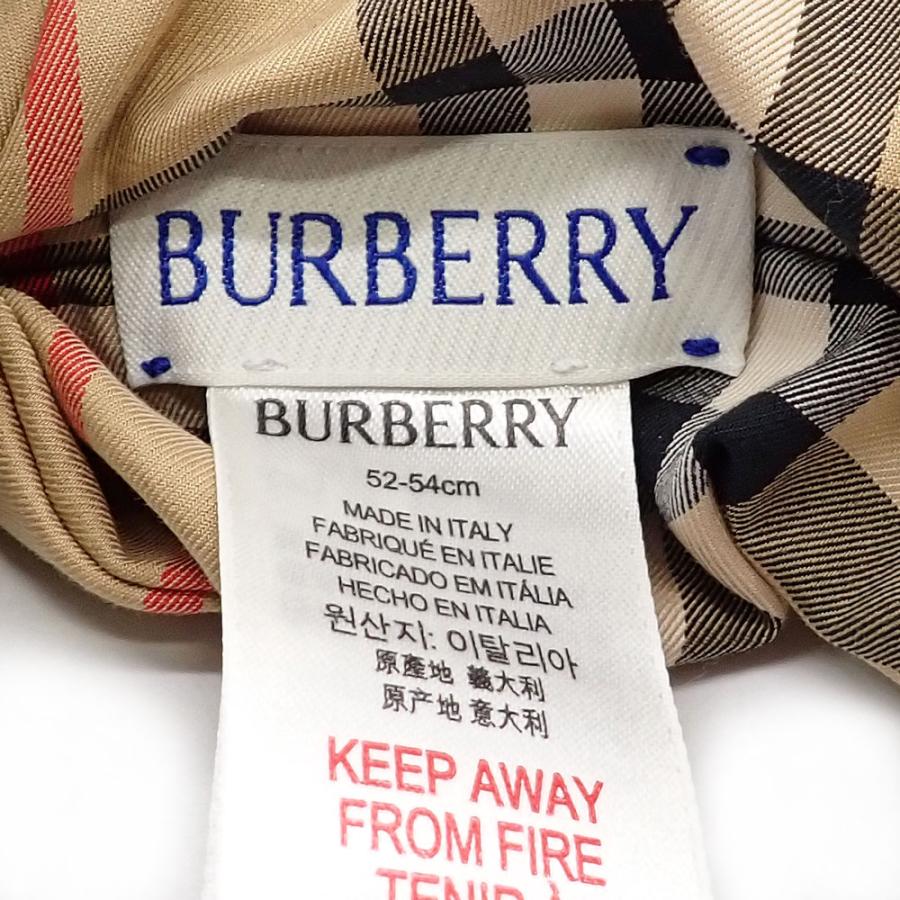 BURBERRY
BURBERRY
52-54cm
MADE IN ITALY
FABRIQUÉ EN ITALIE
FABRICADO EM ITÁLIA
HECHO EN ITALIA
원산지: 이탈리아
原產地 義大利
原产地 意大利
KEEP AWAY
FROM FIRE
TENIR À